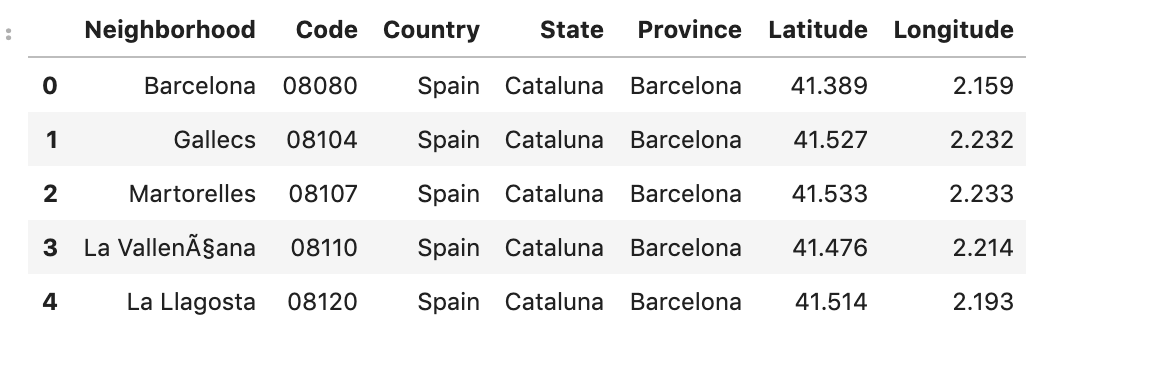 : Neighborhood Code Country State Province Latitude Longitude
0 Barcelona 08080 Spain Cataluna Barcelona 41.389 2.159
1 Gallecs 08104 Spain Cataluna Barcelona 41.527 2.232
2 Martorelles 08107 Spain Cataluna Barcelona 41.533 2.233
3 La VallenÃ§ana 08110 Spain Cataluna Barcelona 41.476 2.214
4 La Llagosta 08120 Spain Cataluna Barcelona 41.514 2.193